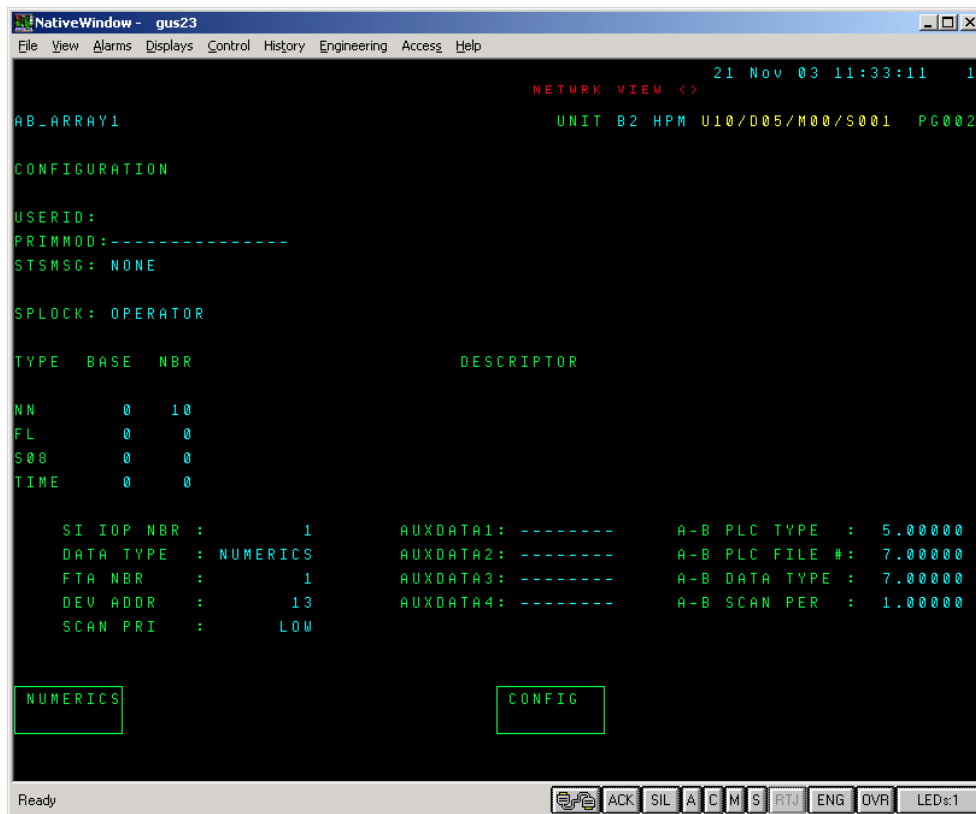 NativeWindow - gus23
File View Alarms Displays Control History Engineering Access Help
21 Nov 03 11:33:11 1
NETWRK VIEW <>
AB_ARRAY1 UNIT B2 HPM U10/D05/M00/S001 PG002
CONFIGURATION
USERID:
PRIMMOD:---------------
STSMSG: NONE
SPLOCK: OPERATOR
TYPE BASE NBR DESCRIPTOR
NN 0 10
FL 0 0
S08 0 0
TIME 0 0
SI IOP NBR : 1 AUXDATA1: -------- A-B PLC TYPE : 5.00000
DATA TYPE : NUMERICS AUXDATA2: -------- A-B PLC FILE #: 7.00000
FTA NBR : 1 AUXDATA3: -------- A-B DATA TYPE : 7.00000
DEV ADDR : 13 AUXDATA4: -------- A-B SCAN PER : 1.00000
SCAN PRI : LOW
NUMERICS CONFIG
Ready ACK SIL A C M S RTJ ENG OVR LEDs:1